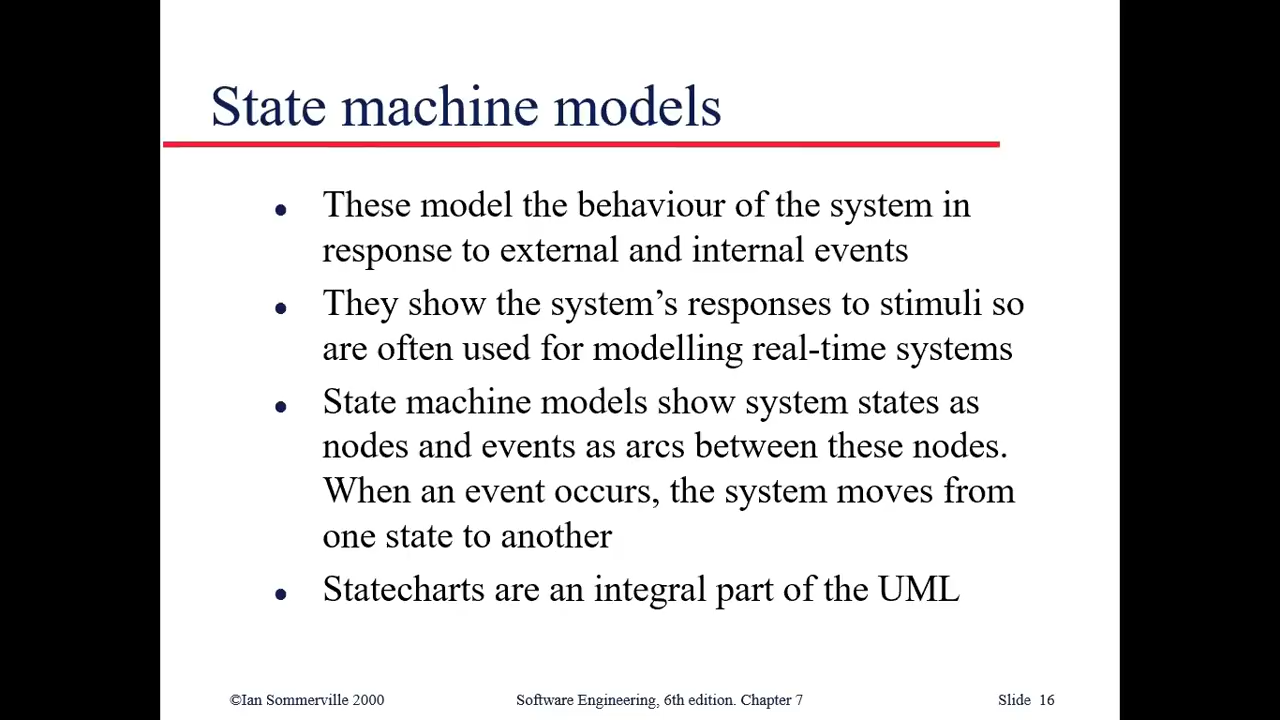 State machine models
● These model the behaviour of the system in
response to external and internal events
● They show the system’s responses to stimuli so
are often used for modelling real-time systems
● State machine models show system states as
nodes and events as arcs between these nodes.
When an event occurs, the system moves from
one state to another
● Statecharts are an integral part of the UML
©Ian Sommerville 2000 Software Engineering, 6th edition. Chapter 7 Slide 16